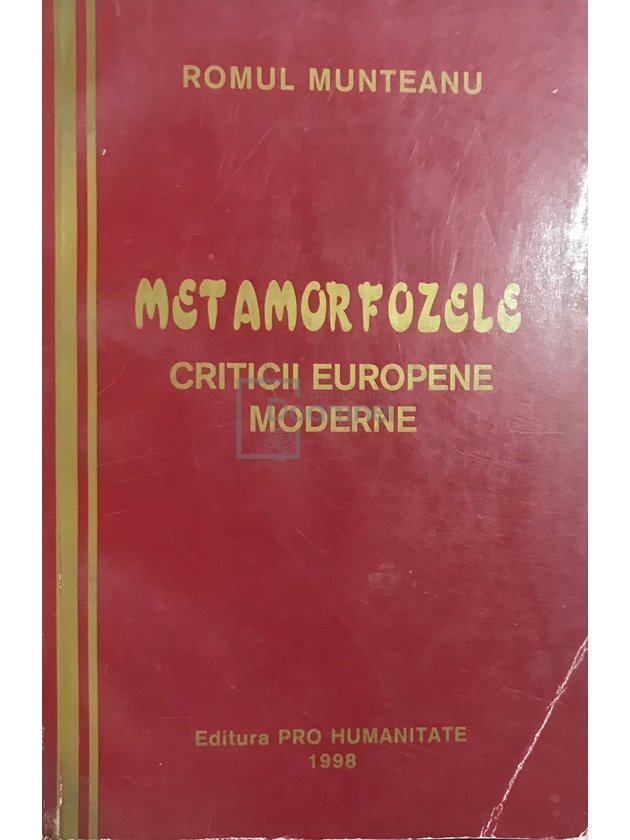 ROMUL MUNTEANU
METAMORFOZELE
CRITICII EUROPENE
MODERNE
Editura PRO HUMANITATE
1998